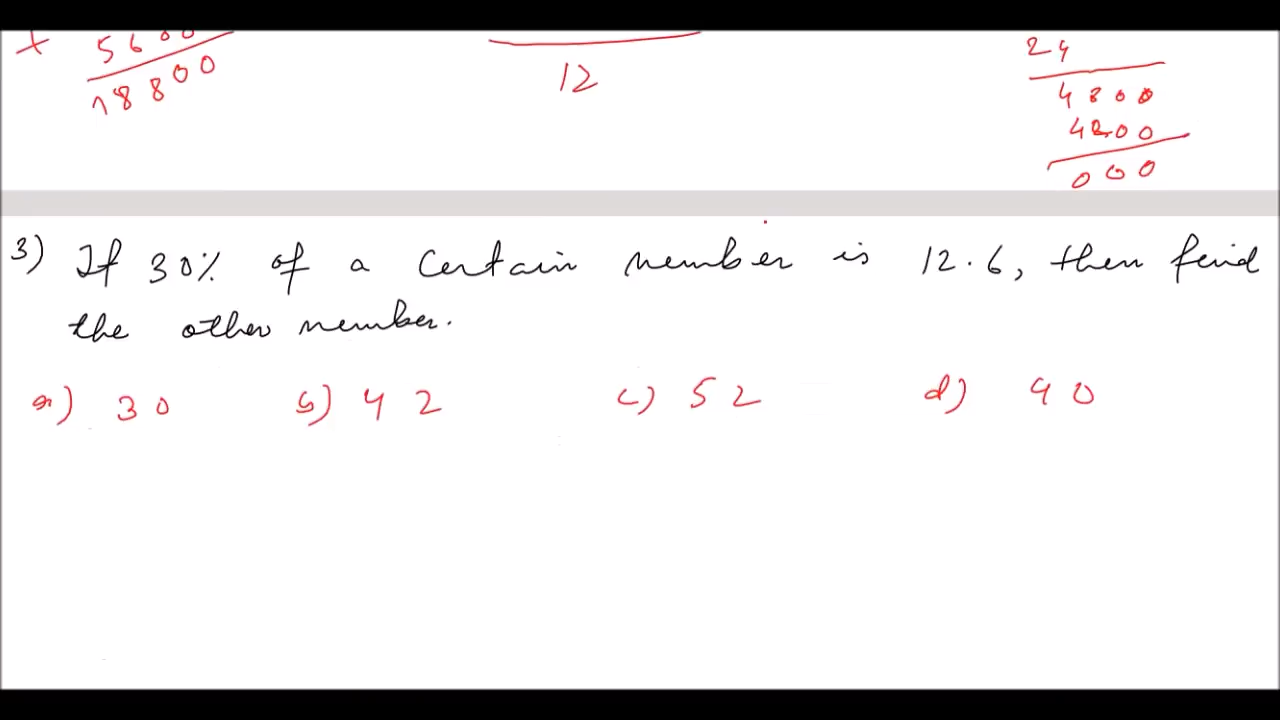 + 5600
18800
12
24
4800
4800
000
3) If 30% of a certain number is 12.6, then find
the other number.
a) 30 b) 42 c) 52 d) 90